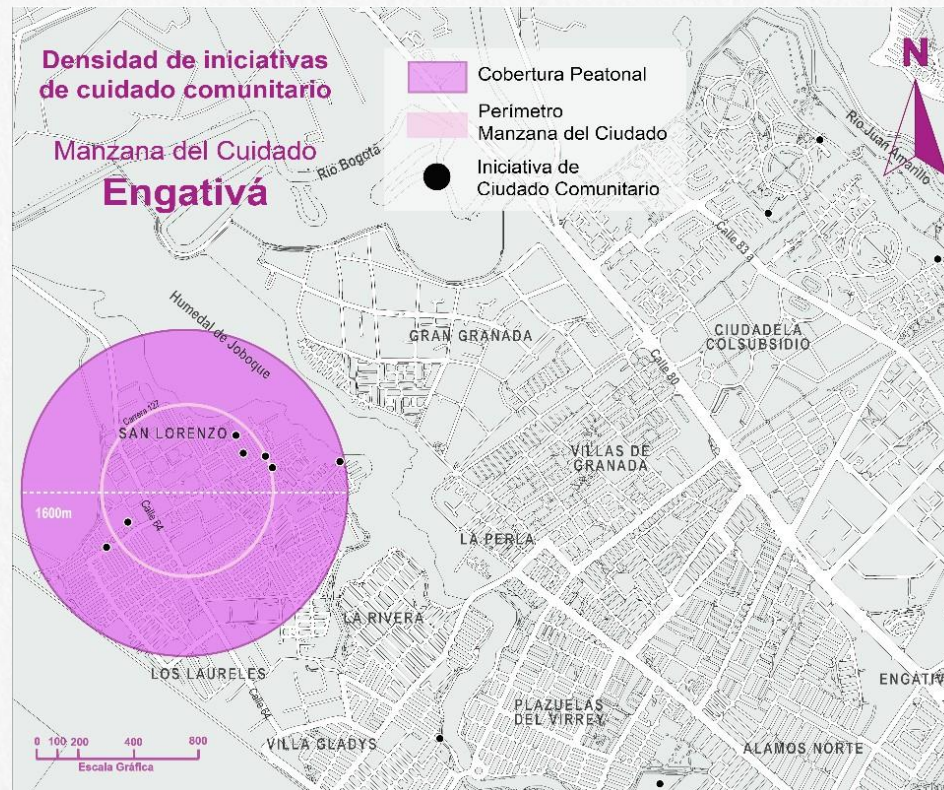 Densidad de iniciativas
de cuidado comunitario
Manzana del Cuidado
Engativá
Cobertura Peatonal
Perímetro
Manzana del Ciudado
Iniciativa de
Ciudado Comunitario
N
Río Bogotá
Río Juan Amarillo
Calle 83 a
Humedal de Joboque
GRAN GRANADA
CIUDADELA
COLSUBSIDIO
Calle 80
Carrera 127
SAN LORENZO
VILLAS DE
GRANADA
1600m
Calle 64
LA PERLA
LA RIVERA
LOS LAURELES
ENGATIV
Calle 64
PLAZUELAS
DEL VIRREY
VILLA GLADYS
ALAMOS NORTE
0 100 200 400 800
Escala Gráfica